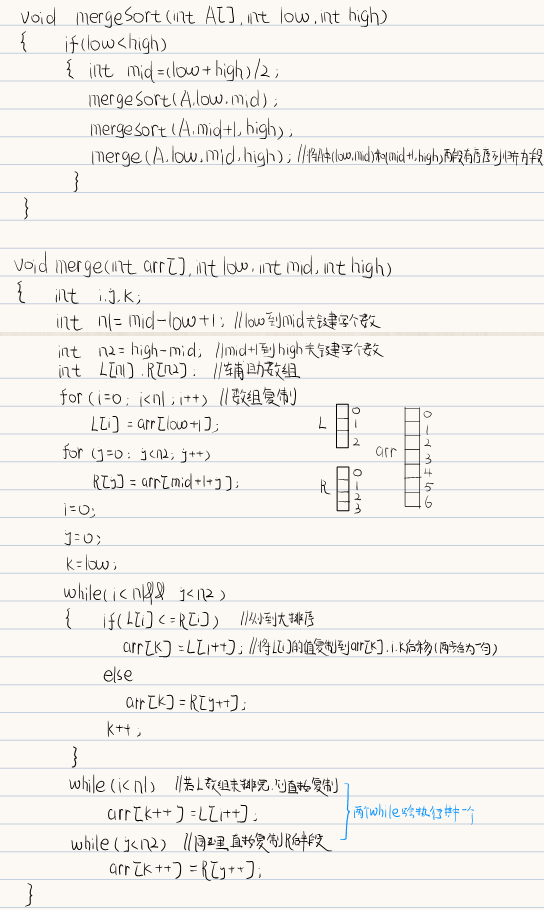 void mergeSort(int A[], int low, int high)
{ if(low<high)
{ int mid=(low+high)/2;
mergeSort(A,low,mid);
mergeSort(A,mid+1,high);
merge(A,low,mid,high); //将A中(low,mid)和(mid+1,high)两段有序序列归并为一段
}
}
void merge(int arr[], int low, int mid, int high)
{ int i,j,k;
int n1=mid-low+1; //low到mid关键字个数
int n2=high-mid; //mid+1到high关键字个数
int L[n1],R[n2]; //辅助数组
for(i=0; i<n1; i++) //数组复制
L[i]=arr[low+i];
for(j=0; j<n2; j++)
R[j]=arr[mid+1+j];
L 0
1
2
R 0
1
2
3
arr 0
1
2
3
4
5
6
i=0;
j=0;
k=low;
while(i<n1&& j<n2)
{ if(L[i]<=R[i]) //从小到大排序
arr[k]=L[i++]; //将L[i]的值复制到arr[k],i,k后移(两句合为一句)
else
arr[k]=R[j++];
k++;
}
while(i<n1) //若L数组未排完,则直接复制
arr[k++]=L[i++];
while(j<n2) //同理,直接复制R后半段
arr[k++]=R[j++];
两个while只会执行其中一个
}